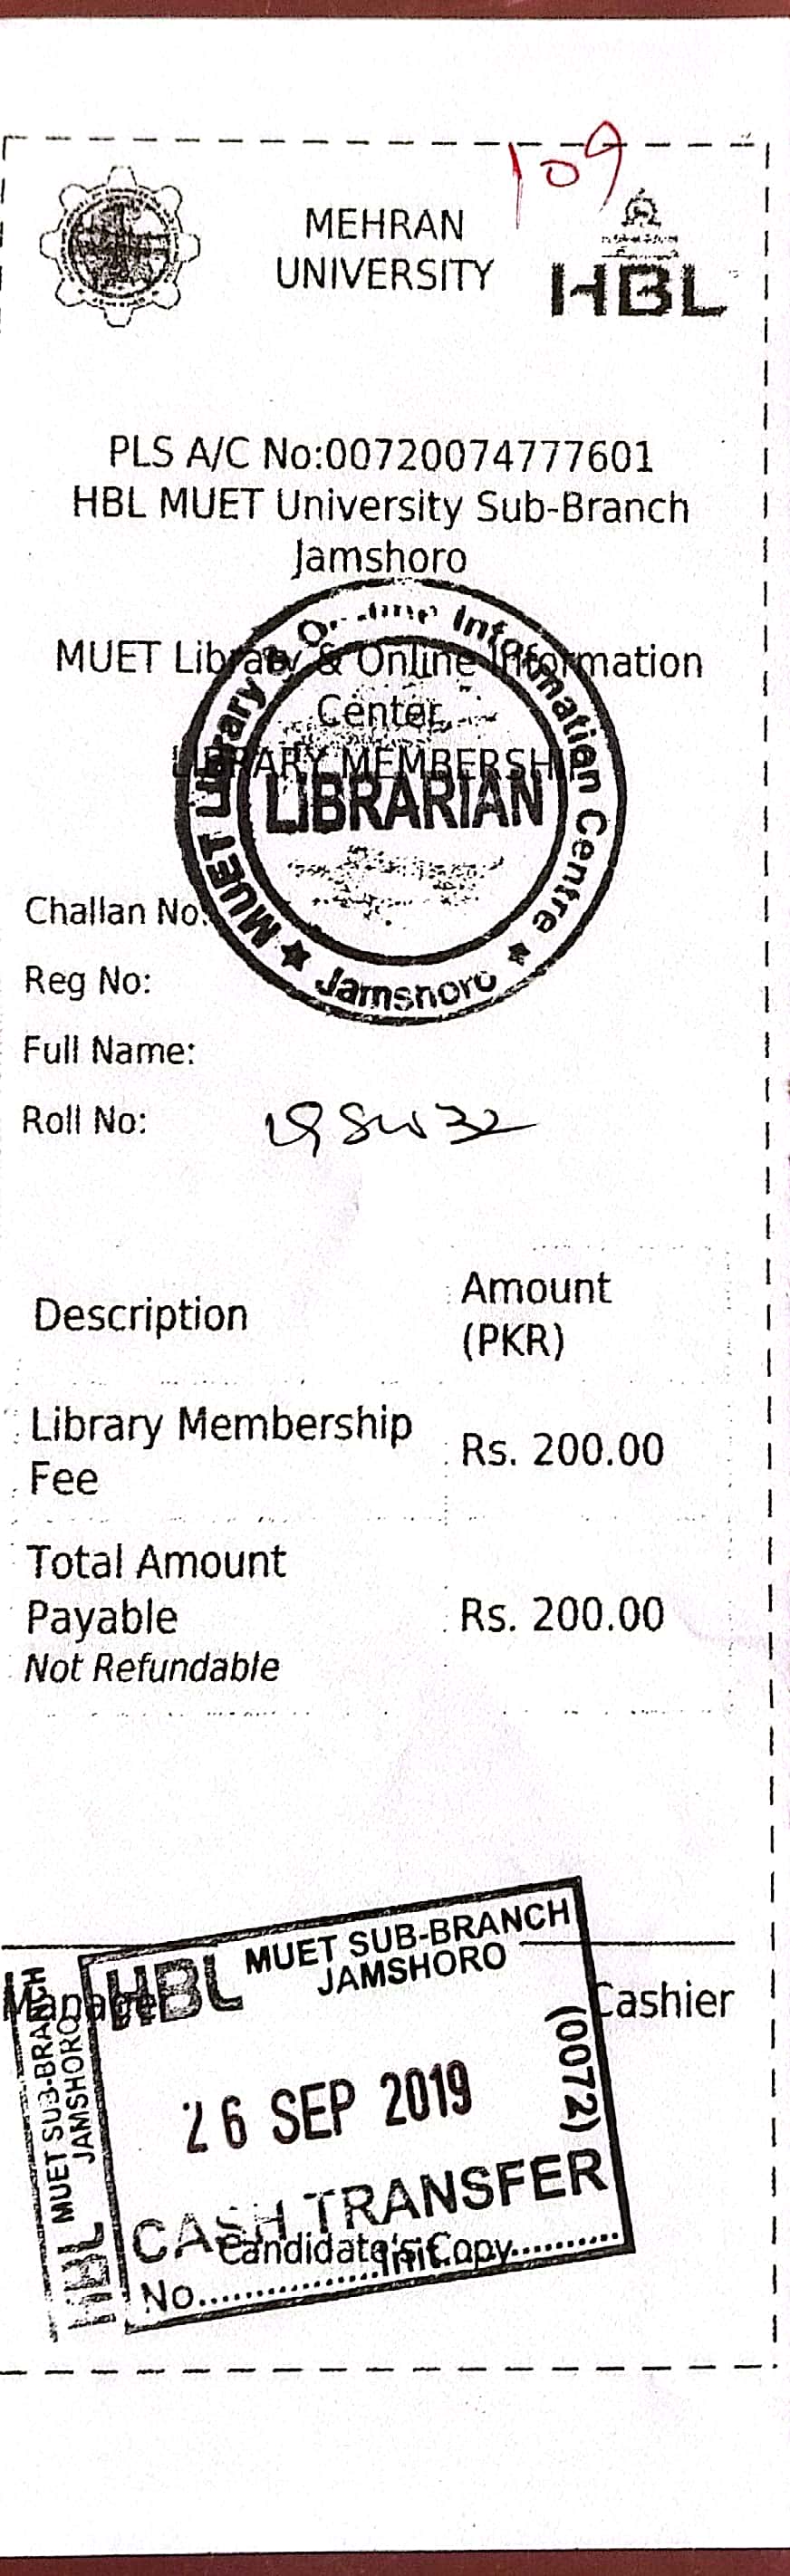 109
MEHRAN
UNIVERSITY
HBL
PLS A/C No:00720074777601
HBL MUET University Sub-Branch
Jamshoro
MUET Library & Online Information
Center
LIBRARY MEMBERSHIP
MUET Library & On-line Information Centre
LIBRARIAN
★ Jamshoro ★
Challan No:
Reg No:
Full Name:
Roll No: 19SW32
Description Amount
(PKR)
Library Membership
Fee Rs. 200.00
Total Amount
Payable Rs. 200.00
Not Refundable
Manager Cashier
HBL MUET SUB-BRANCH
JAMSHORO
(0072)
26 SEP 2019
CASH TRANSFER
Candidate's Copy
No..............Init............
HBL MUET SUB-BRANCH
JAMSHORO